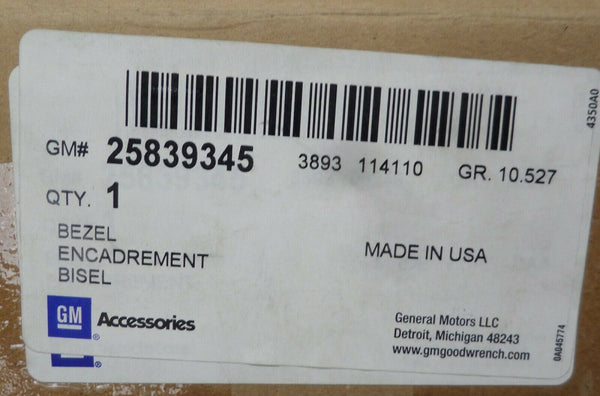 4350A0
GM# 25839345 3893 114110 GR. 10.527
QTY. 1
BEZEL
ENCADREMENT
BISEL
MADE IN USA
GM Accessories
General Motors LLC
Detroit, Michigan 48243
www.gmgoodwrench.com
0A045774